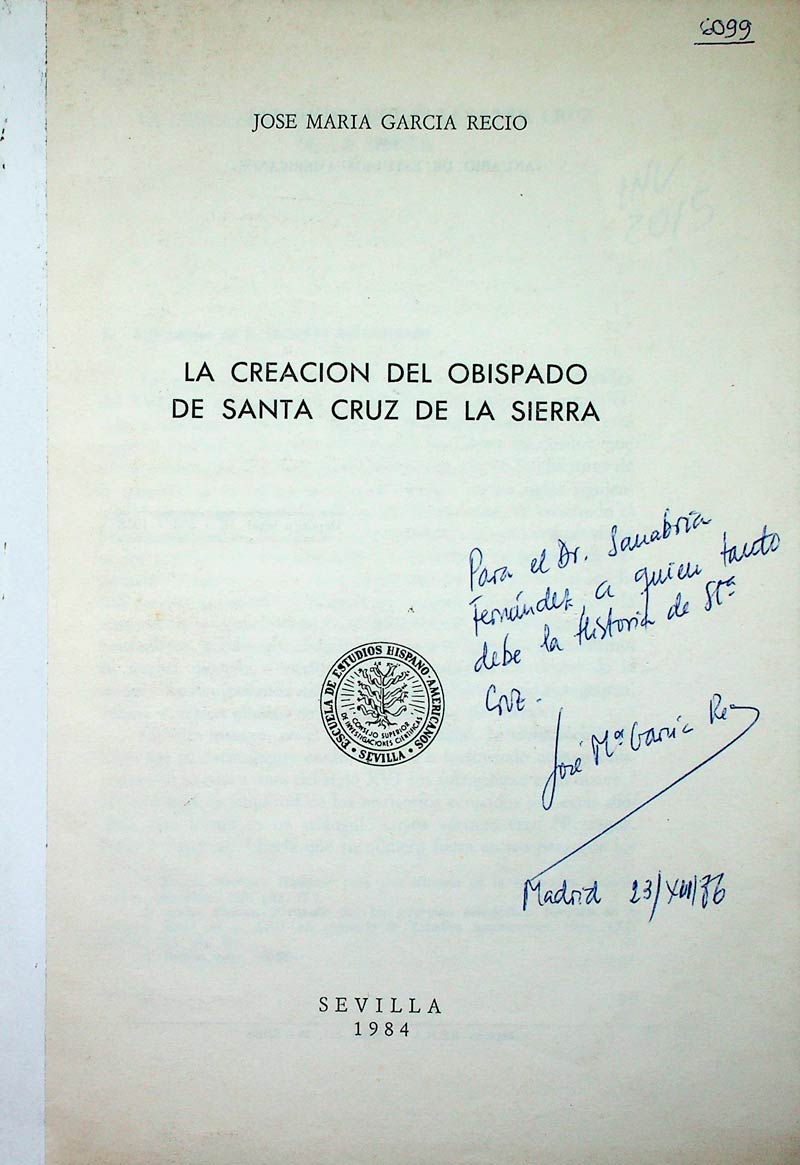 6099
JOSE MARIA GARCIA RECIO
INV
2015
LA CREACION DEL OBISPADO
DE SANTA CRUZ DE LA SIERRA
Para el Dr. Sanabria
Fernández, a quien tanto
debe la Historia de Stª
Cruz.
ESCUELA DE ESTUDIOS HISPANO-AMERICANOS
CONSEJO SUPERIOR
DE INVESTIGACIONES CIENTIFICAS
• SEVILLA •
José Mª García Re
Madrid 23/XII/86
SEVILLA
1984